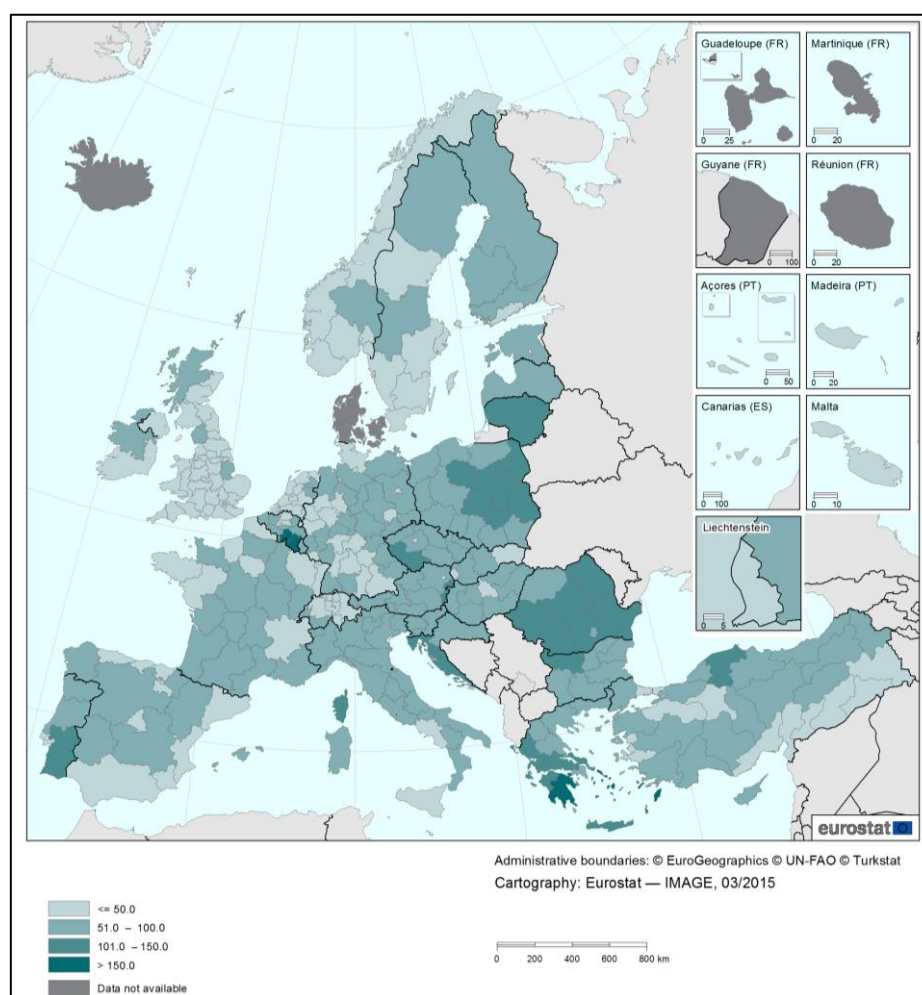 Guadeloupe (FR)
0 25
Martinique (FR)
0 20
Guyane (FR)
0 100
Réunion (FR)
0 20
Açores (PT)
0 50
Madeira (PT)
0 20
Canarias (ES)
0 100
Malta
0 10
Liechtenstein
0 5
eurostat
Administrative boundaries: © EuroGeographics © UN-FAO © Turkstat
Cartography: Eurostat — IMAGE, 03/2015
<= 50.0
51.0 – 100.0
101.0 – 150.0
> 150.0
Data not available
0 200 400 600 800 km